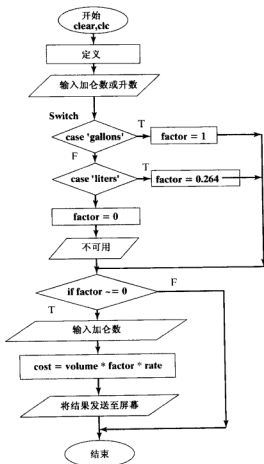 开始
clear,clc
定义
输入加仑数或升数
Switch
case 'gallons'
T
factor = 1
F
case 'liters'
T
factor = 0.264
factor = 0
不可用
if factor ~= 0
F
T
输入加仑数
cost = volume * factor * rate
将结果发送至屏幕
结束